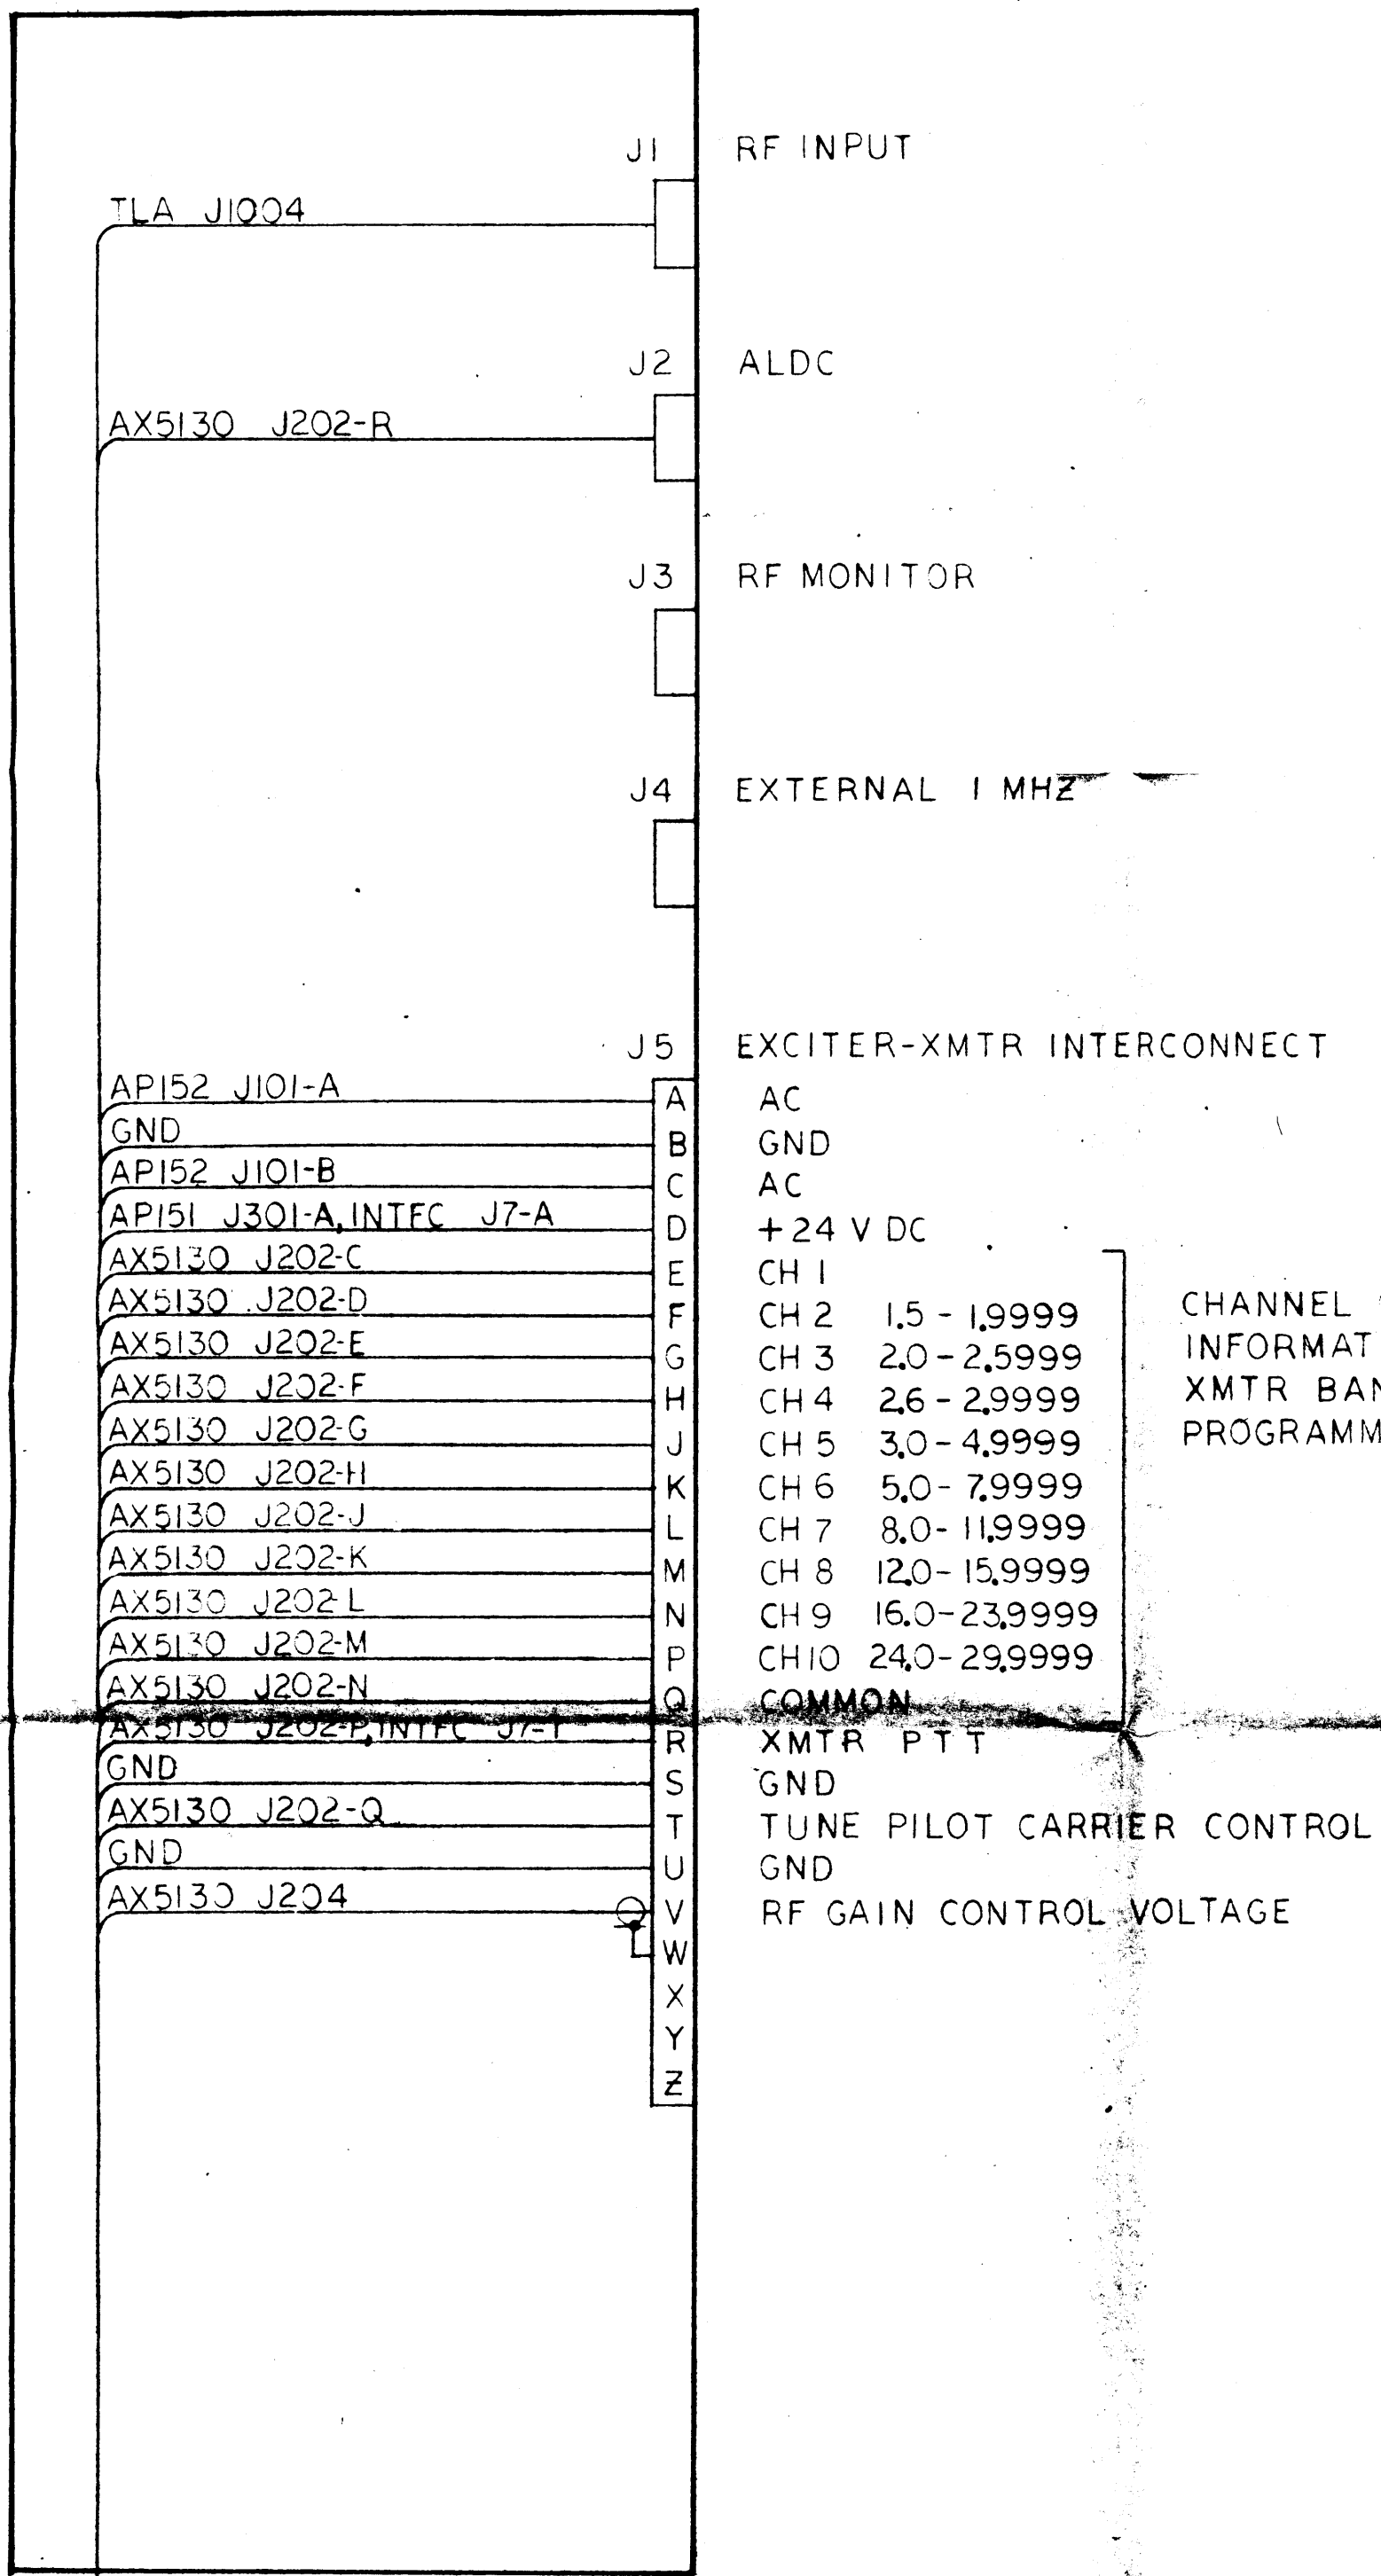 J1 RF INPUT
TLA J1004
J2 ALDC
AX5130 J202-R
J3 RF MONITOR
J4 EXTERNAL 1 MHZ
J5 EXCITER-XMTR INTERCONNECT
AP152 J101-A A AC
GND B GND
AP152 J101-B C AC
AP151 J301-A, INTFC J7-A D +24 V DC
AX5130 J202-C E CH 1
AX5130 J202-D F CH 2 1.5 - 1.9999
AX5130 J202-E G CH 3 2.0 - 2.5999
AX5130 J202-F H CH 4 2.6 - 2.9999
AX5130 J202-G J CH 5 3.0 - 4.9999
AX5130 J202-H K CH 6 5.0 - 7.9999
AX5130 J202-J L CH 7 8.0 - 11.9999
AX5130 J202-K M CH 8 12.0 - 15.9999
AX5130 J202-L N CH 9 16.0 - 23.9999
AX5130 J202-M P CH 10 24.0 - 29.9999
AX5130 J202-N Q COMMON
AX5130 J202-P, INTFC J7-T R XMTR PTT
GND S GND
AX5130 J202-Q T TUNE PILOT CARRIER CONTROL
GND U GND
AX5130 J204 V RF GAIN CONTROL VOLTAGE
W
X
Y
Z
CHANNEL
INFORMAT
XMTR BAN
PROGRAMM